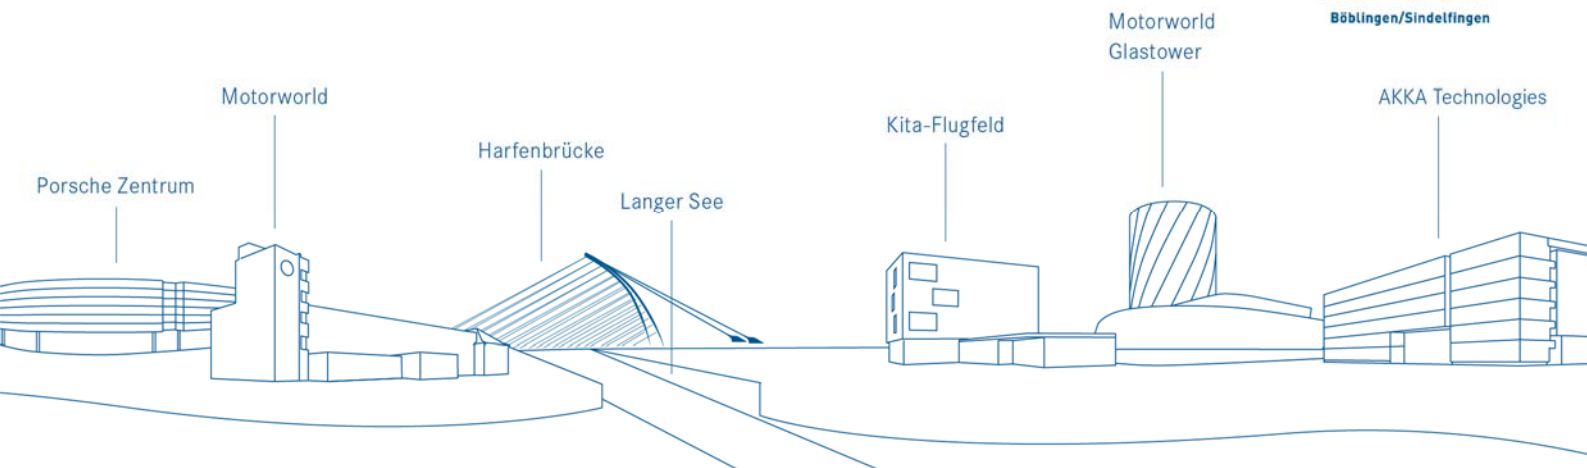 Motorworld
Glastower
Böblingen/Sindelfingen
Motorworld
AKKA Technologies
Kita-Flugfeld
Harfenbrücke
Porsche Zentrum
Langer See